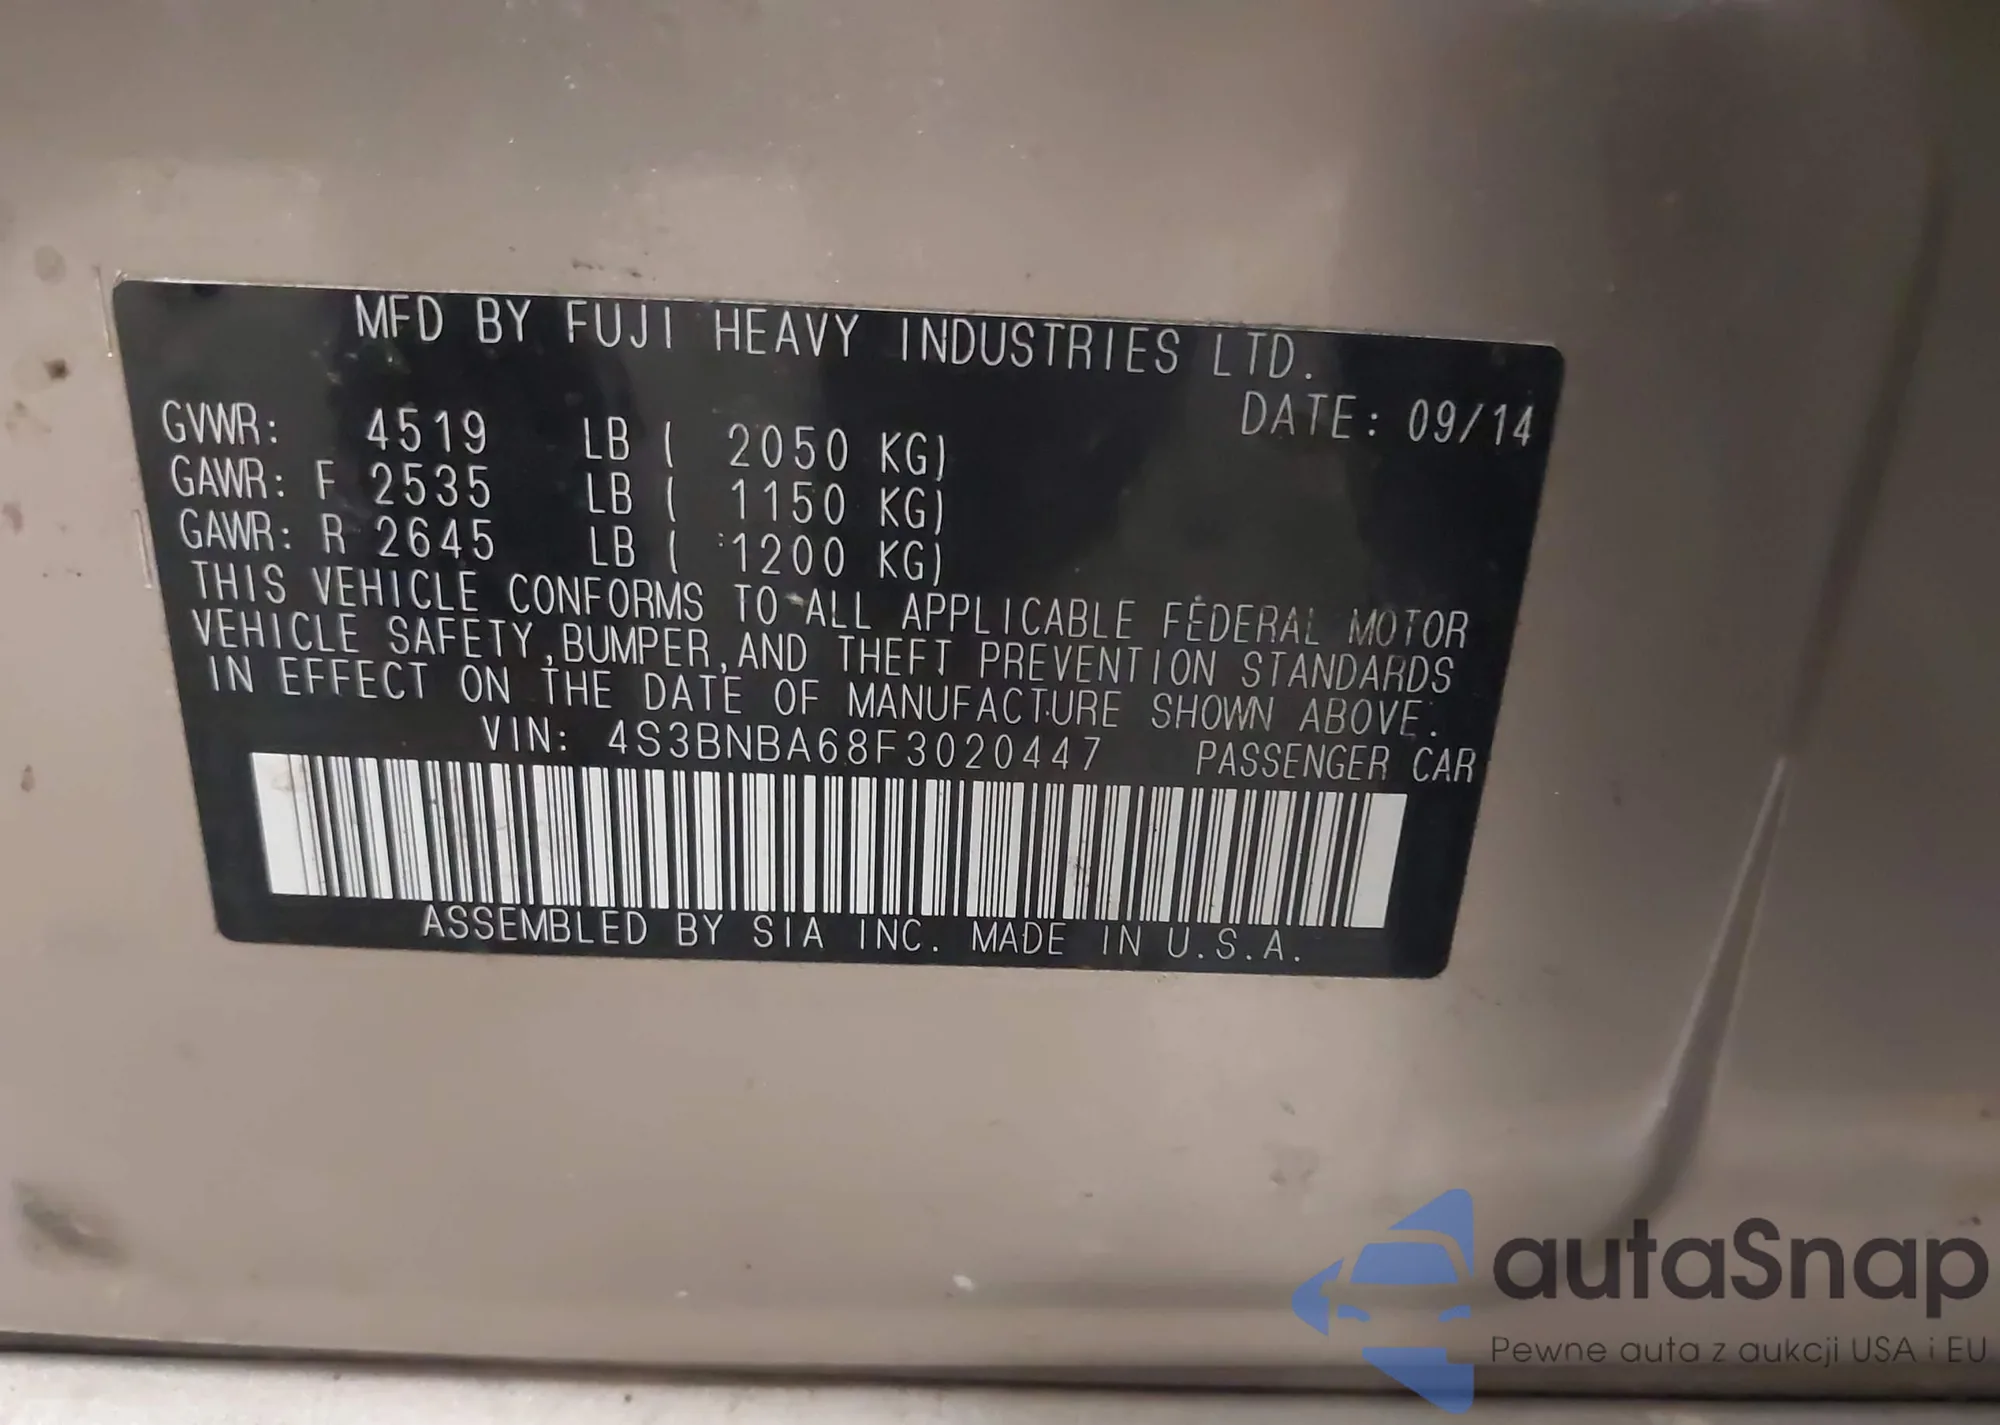 MFD BY FUJI HEAVY INDUSTRIES LTD.
DATE: 09/14
GVWR: 4519 LB ( 2050 KG)
GAWR: F 2535 LB ( 1150 KG)
GAWR: R 2645 LB ( 1200 KG)
THIS VEHICLE CONFORMS TO ALL APPLICABLE FEDERAL MOTOR
VEHICLE SAFETY,BUMPER,AND THEFT PREVENTION STANDARDS
IN EFFECT ON THE DATE OF MANUFACTURE SHOWN ABOVE.
VIN: 4S3BNBA68F3020447 PASSENGER CAR
ASSEMBLED BY SIA INC. MADE IN U.S.A.
autaSnap
Pewne auta z aukcji USA i EU